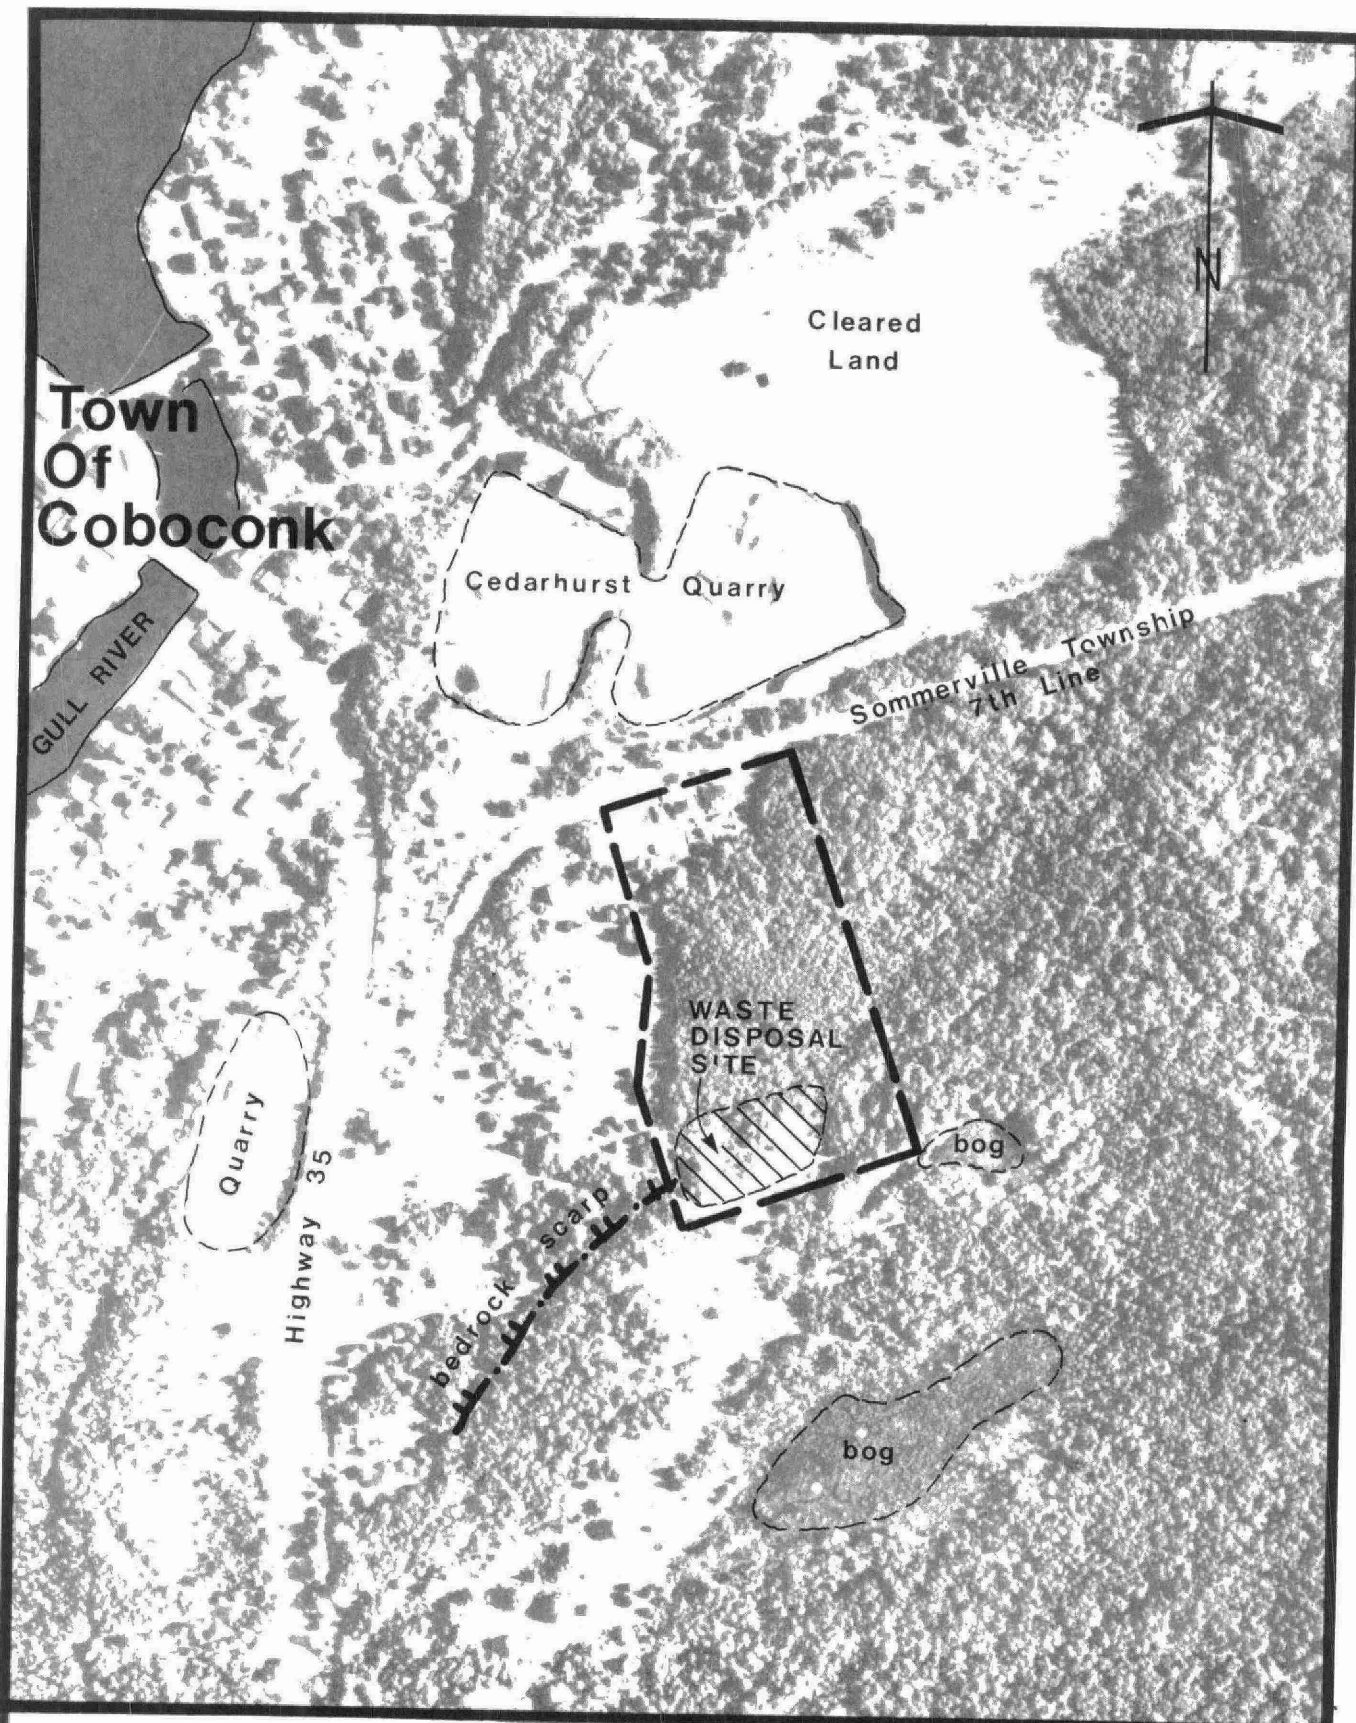 N
Cleared
Land
Town
Of
Coboconk
Cedarhurst Quarry
GULL RIVER
Sommerville Township
7th Line
WASTE
DISPOSAL
SITE
Quarry
Highway 35
bog
bedrock scarp
bog